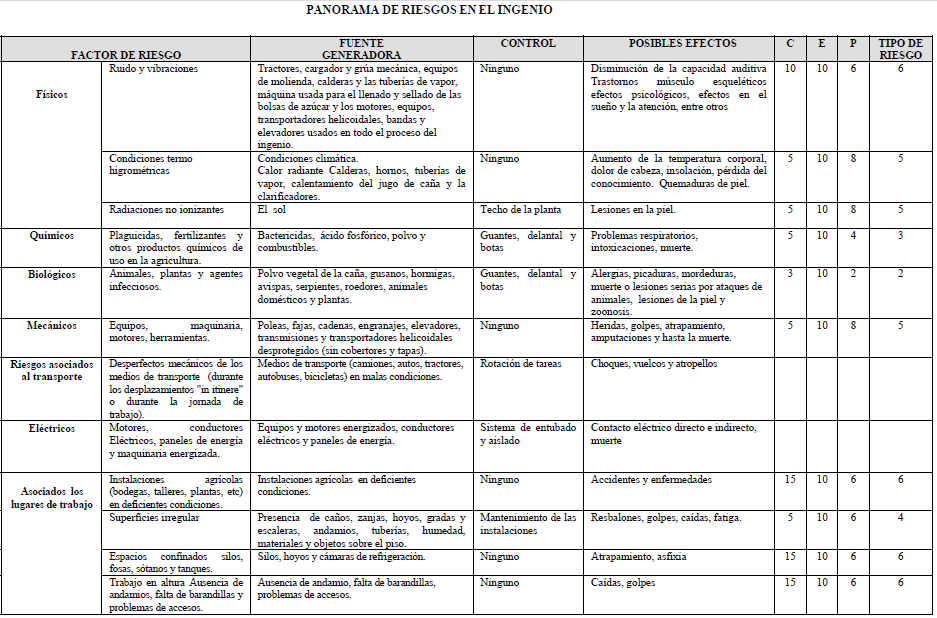 PANORAMA DE RIESGOS EN EL INGENIO
FACTOR DE RIESGO
FUENTE
GENERADORA
CONTROL
POSIBLES EFECTOS
C
E
P
TIPO DE
RIESGO
Físicos
Ruido y vibraciones
Tractores, cargador y grúa mecánica, equipos
de molienda, calderas y las tuberías de vapor,
máquina usada para el llenado y sellado de las
bolsas de azúcar y los motores, equipos,
transportadores helicoidales, bandas y
elevadores usados en todo el proceso del
ingenio.
Ninguno
Disminución de la capacidad auditiva
Trastornos músculo esqueléticos
efectos psicológicos, efectos en el
sueño y la atención, entre otros
10
10
6
6
Condiciones termo
higrométricas
Condiciones climática.
Calor radiante Calderas, hornos, tuberías de
vapor, calentamiento del jugo de caña y la
clarificadores.
Ninguno
Aumento de la temperatura corporal,
dolor de cabeza, insolación, pérdida del
conocimiento. Quemaduras de piel.
5
10
8
5
Radiaciones no ionizantes
El sol
Techo de la planta
Lesiones en la piel.
5
10
8
5
Químicos
Plaguicidas, fertilizantes y
otros productos químicos de
uso en la agricultura.
Bactericidas, ácido fosfórico, polvo y
combustibles.
Guantes, delantal y
botas
Problemas respiratorios,
intoxicaciones, muerte.
5
10
4
3
Biológicos
Animales, plantas y agentes
infecciosos.
Polvo vegetal de la caña, gusanos, hormigas,
avispas, serpientes, roedores, animales
domésticos y plantas.
Guantes, delantal y
botas
Alergias, picaduras, mordeduras,
muerte o lesiones serias por ataques de
animales, lesiones de la piel y
zoonosis.
3
10
2
2
Mecánicos
Equipos, maquinaria,
motores, herramientas.
Poleas, fajas, cadenas, engranajes, elevadores,
transmisiones y transportadores helicoidales
desprotegidos (sin cobertores y tapas).
Ninguno
Heridas, golpes, atrapamiento,
amputaciones y hasta la muerte.
5
10
8
5
Riesgos asociados
al transporte
Desperfectos mecánicos de los
medios de transporte (durante
los desplazamientos "in itinere"
o durante la jornada de
trabajo).
Medios de transporte (camiones, autos, tractores,
autobuses, bicicletas) en malas condiciones.
Rotación de tareas
Choques, vuelcos y atropellos
Eléctricos
Motores, conductores
Eléctricos, paneles de energía
y maquinaria energizada.
Equipos y motores energizados, conductores
eléctricos y paneles de energía.
Sistema de entubado
y aislado
Contacto eléctrico directo e indirecto,
muerte
Asociados los
lugares de trabajo
Instalaciones agrícolas
(bodegas, talleres, plantas, etc)
en deficientes condiciones.
Instalaciones agrícolas en deficientes
condiciones.
Ninguno
Accidentes y enfermedades
15
10
6
6
Superficies irregular
Presencia de caños, zanjas, hoyos, gradas y
escaleras, andamios, tuberías, humedad,
materiales y objetos sobre el piso.
Mantenimiento de las
instalaciones
Resbalones, golpes, caídas, fatiga.
5
10
6
4
Espacios confinados silos,
fosas, sótanos y tanques.
Silos, hoyos y cámaras de refrigeración.
Ninguno
Atrapamiento, asfixia
15
10
6
6
Trabajo en altura Ausencia de
andamios, falta de barandillas y
problemas de accesos.
Ausencia de andamio, falta de barandillas,
problemas de accesos.
Ninguno
Caídas, golpes
15
10
6
6